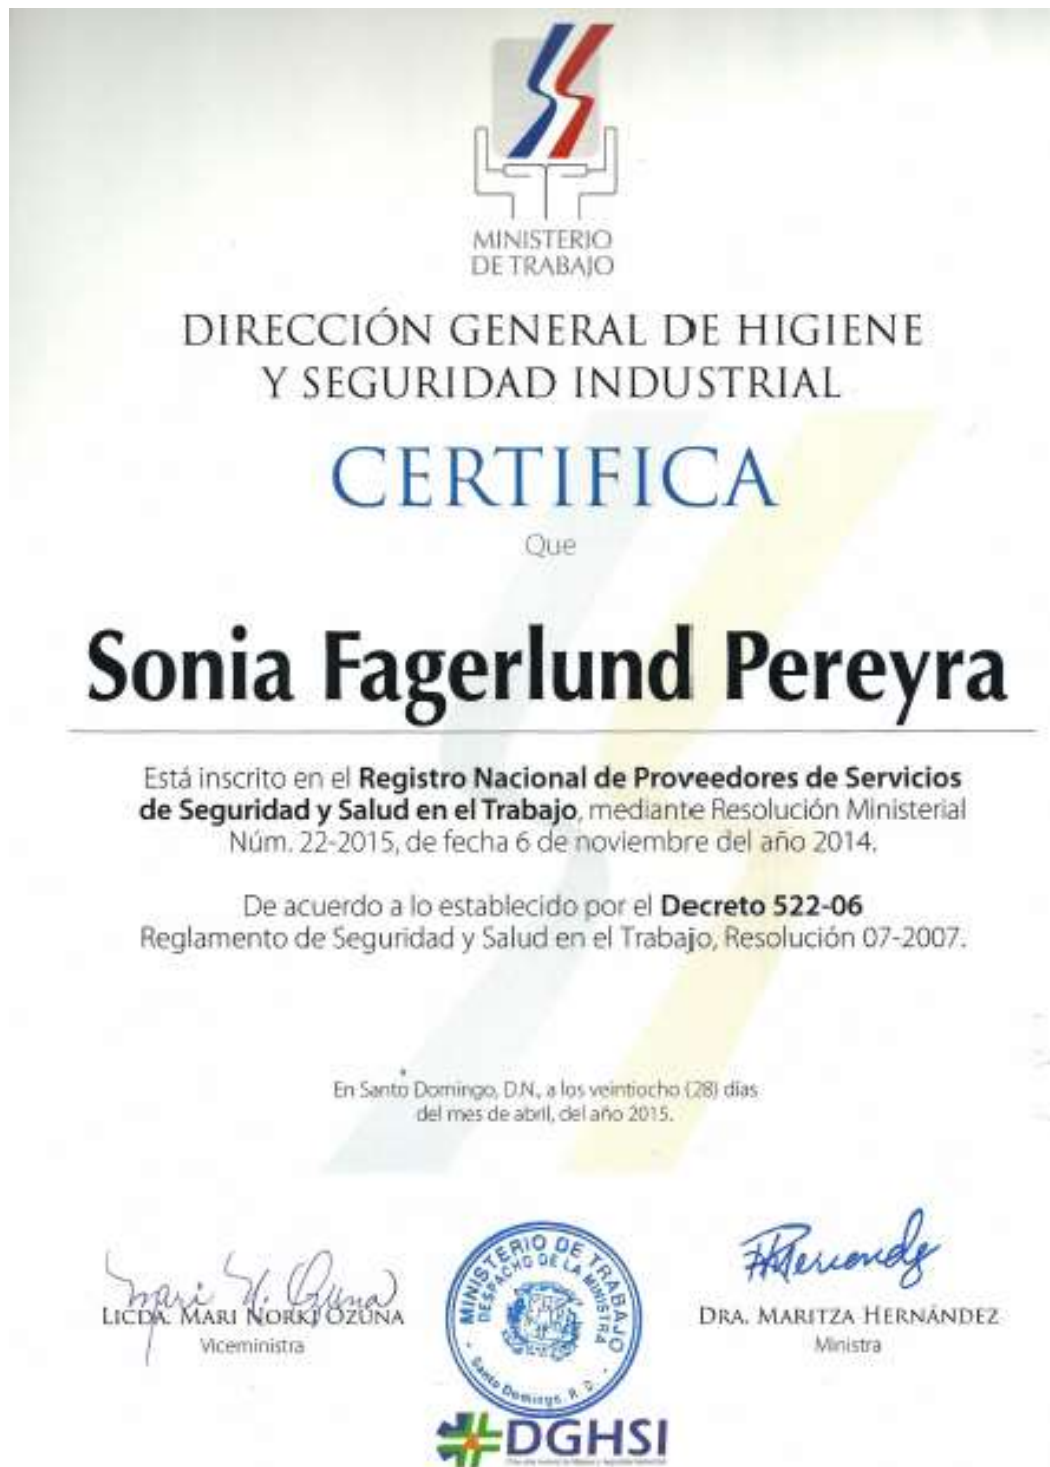 MINISTERIO
DE TRABAJO
DIRECCIÓN GENERAL DE HIGIENE
Y SEGURIDAD INDUSTRIAL
CERTIFICA
Que
Sonia Fagerlund Pereyra
Está inscrito en el Registro Nacional de Proveedores de Servicios
de Seguridad y Salud en el Trabajo, mediante Resolución Ministerial
Núm. 22-2015, de fecha 6 de noviembre del año 2014.
De acuerdo a lo establecido por el Decreto 522-06
Reglamento de Seguridad y Salud en el Trabajo, Resolución 07-2007.
En Santo Domingo, D.N., a los veintiocho (28) días
del mes de abril, del año 2015.
Mari N. Ozuna
LICDA. MARI NORKI OZUNA
Viceministra
MINISTERIO DE TRABAJO
DESPACHO DE LA MINISTRA
Santo Domingo, R. D.
MHernandez
DRA. MARITZA HERNÁNDEZ
Ministra
DGHSI